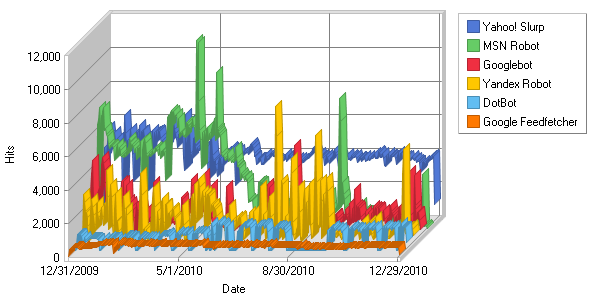 Yahoo! Slurp
MSN Robot
Googlebot
Yandex Robot
DotBot
Google Feedfetcher
12,000
10,000
8,000
6,000
4,000
2,000
0
Hits
12/31/2009 5/1/2010 8/30/2010 12/29/2010
Date